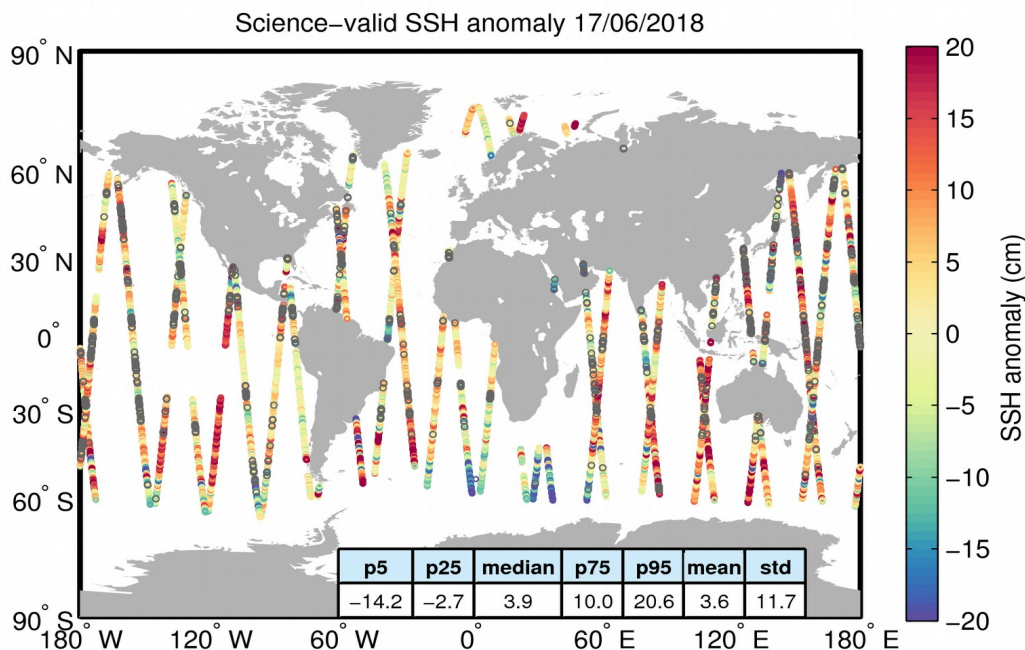 Science−valid SSH anomaly 17/06/2018
90° N
60° N
30° N
0°
30° S
60° S
90° S
180° W
120° W
60° W
0°
60° E
120° E
180° E
p5 p25 median p75 p95 mean std
−14.2 −2.7 3.9 10.0 20.6 3.6 11.7
20
15
10
5
0
−5
−10
−15
−20
SSH anomaly (cm)